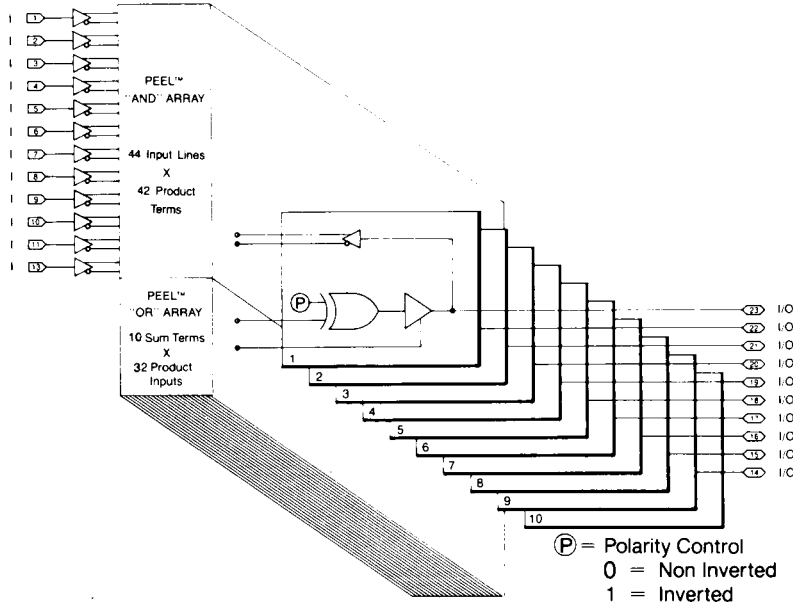 I 1
I 2
I 3
I 4
I 5
I 6
I 7
I 8
I 9
I 10
I 11
I 13
PEEL™
"AND" ARRAY
44 Input Lines
X
42 Product
Terms
PEEL™
"OR" ARRAY
10 Sum Terms
X
32 Product
Inputs
P
1
2
3
4
5
6
7
8
9
10
23 I/O
22 I/O
21 I/O
20 I/O
19 I/O
18 I/O
17 I/O
16 I/O
15 I/O
14 I/O
P = Polarity Control
0 = Non Inverted
1 = Inverted